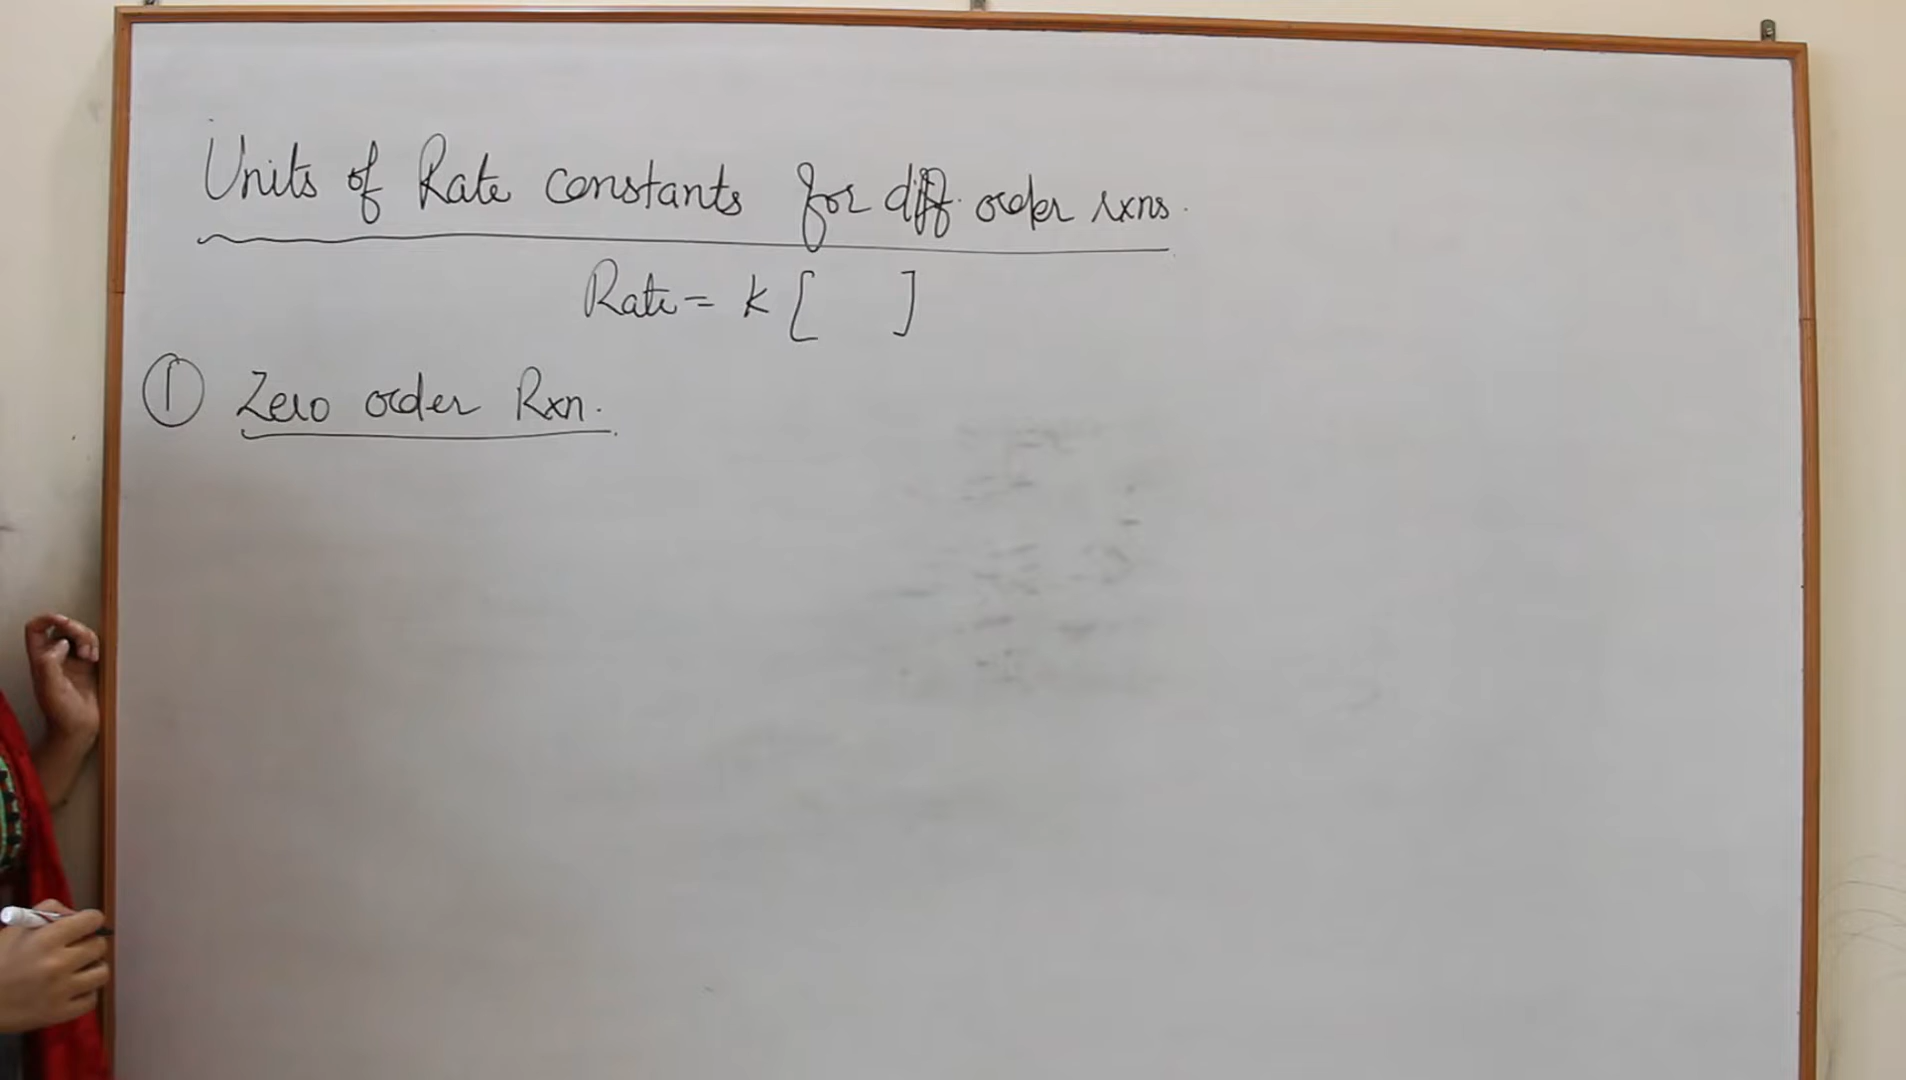 Units of Rate constants for diff. order rxns.
Rate = k [ ]
① Zero order Rxn.